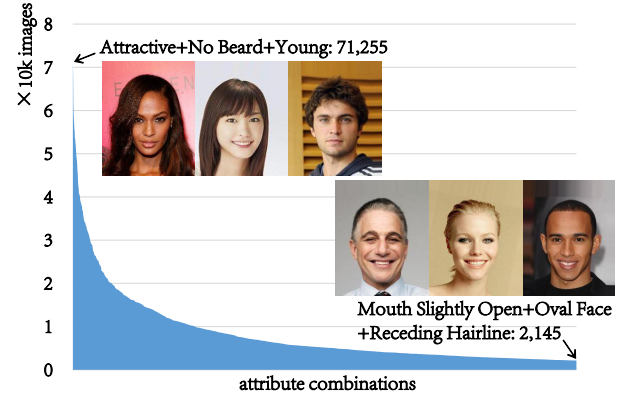 ×10k images
8
Attractive+No Beard+Young: 71,255
7
6
5
4
3
2
Mouth Slightly Open+Oval Face
+Receding Hairline: 2,145
1
0
attribute combinations